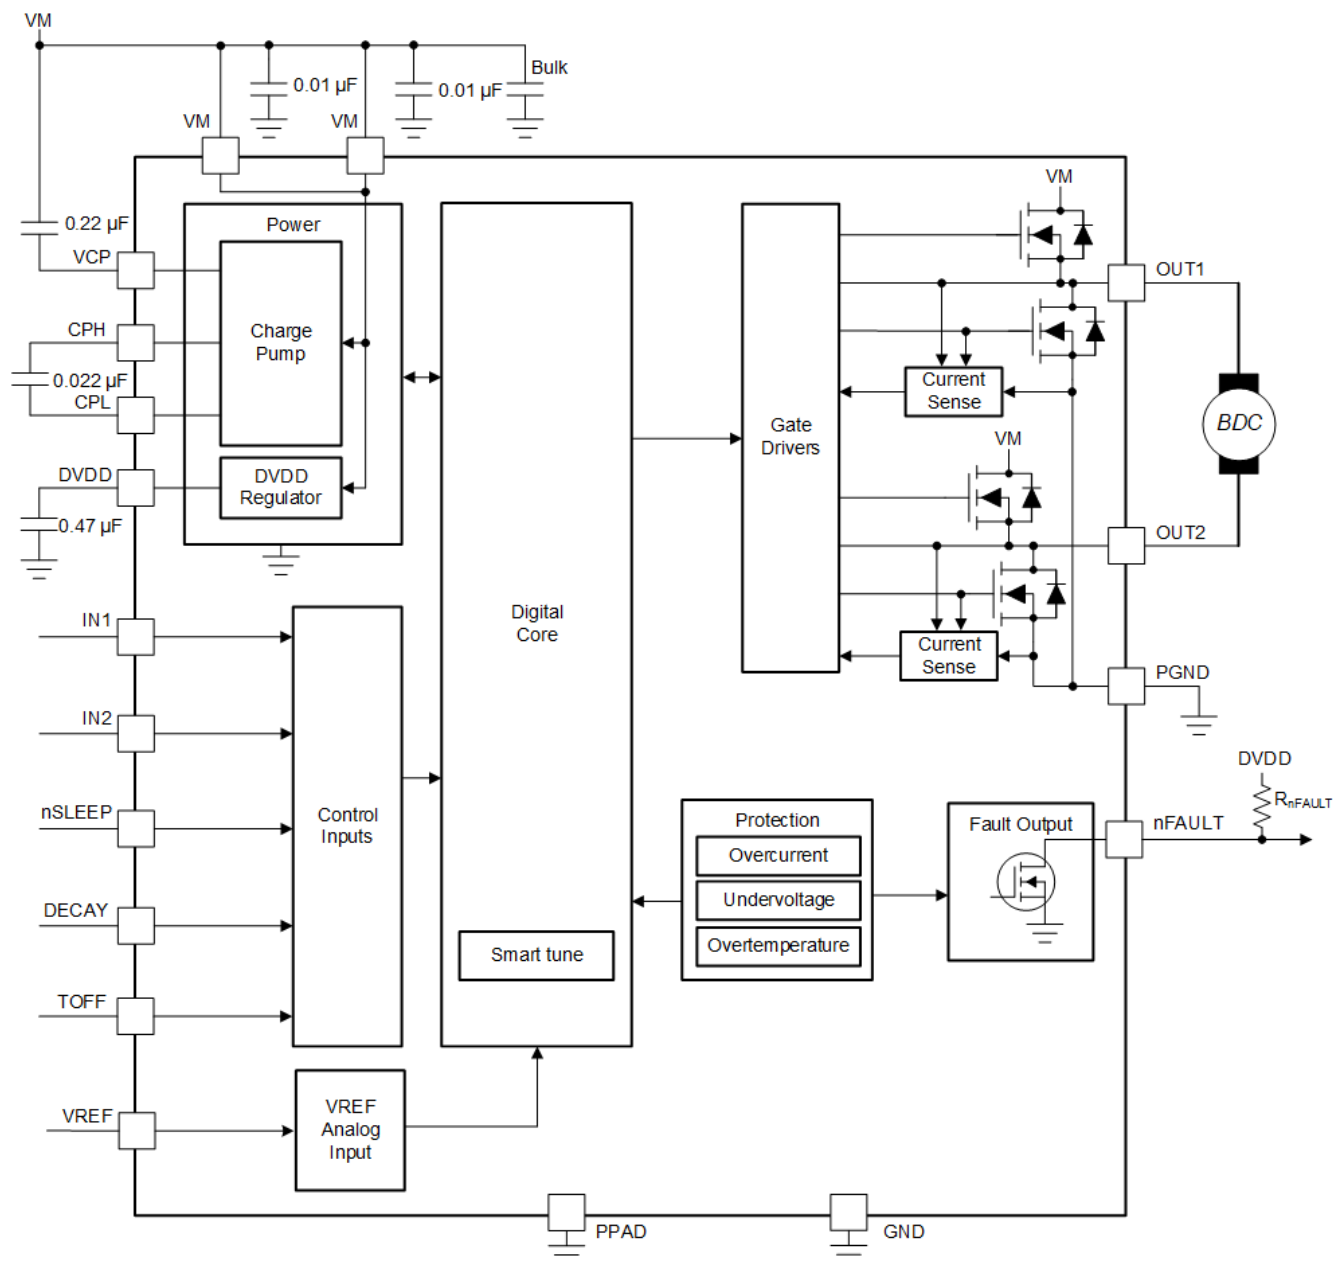 VM
0.01 µF
0.01 µF
Bulk
VM
VM
0.22 µF
VCP
CPH
0.022 µF
CPL
DVDD
0.47 µF
Power
Charge
Pump
DVDD
Regulator
IN1
IN2
nSLEEP
DECAY
TOFF
VREF
Control
Inputs
VREF
Analog
Input
Digital
Core
Smart tune
Gate
Drivers
VM
Current
Sense
VM
Current
Sense
OUT1
BDC
OUT2
PGND
Protection
Overcurrent
Undervoltage
Overtemperature
Fault Output
DVDD
RnFAULT
nFAULT
PPAD
GND